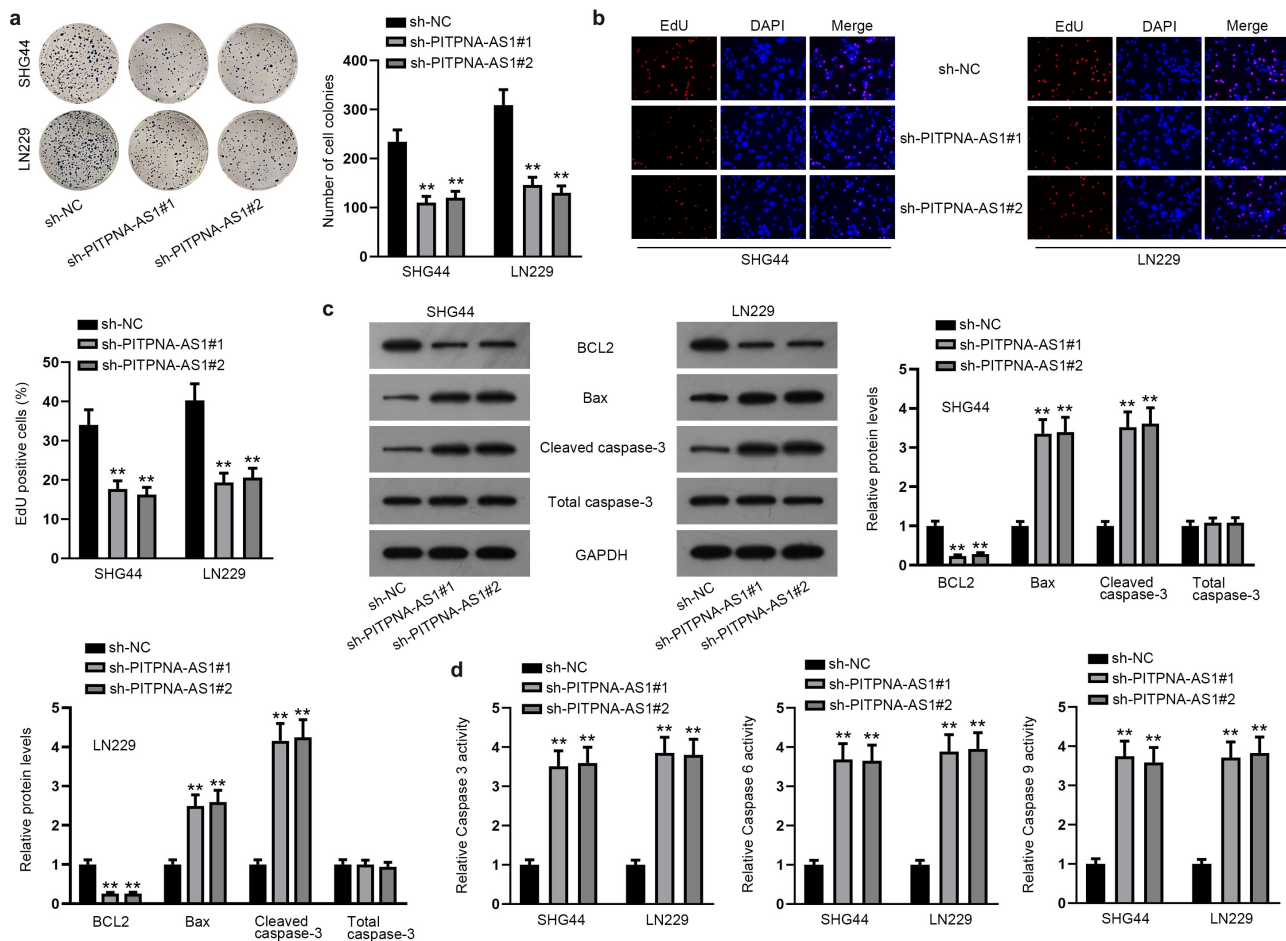 a
SHG44
LN229
sh-NC
sh-PITPNA-AS1#1
sh-PITPNA-AS1#2
sh-NC
sh-PITPNA-AS1#1
sh-PITPNA-AS1#2
Number of cell colonies
400
300
200
100
0
** **
** **
SHG44 LN229
b
EdU DAPI Merge
EdU DAPI Merge
sh-NC
sh-PITPNA-AS1#1
sh-PITPNA-AS1#2
SHG44
LN229
sh-NC
sh-PITPNA-AS1#1
sh-PITPNA-AS1#2
EdU positive cells (%)
50
40
30
20
10
0
** **
** **
SHG44 LN229
c
SHG44
LN229
BCL2
Bax
Cleaved caspase-3
Total caspase-3
GAPDH
sh-NC
sh-PITPNA-AS1#1
sh-PITPNA-AS1#2
sh-NC
sh-PITPNA-AS1#1
sh-PITPNA-AS1#2
sh-NC
sh-PITPNA-AS1#1
sh-PITPNA-AS1#2
SHG44
Relative protein levels
5
4
3
2
1
0
** **
** **
** **
BCL2 Bax Cleaved Total
caspase-3 caspase-3
sh-NC
sh-PITPNA-AS1#1
sh-PITPNA-AS1#2
LN229
Relative protein levels
5
4
3
2
1
0
** **
** **
** **
BCL2 Bax Cleaved Total
caspase-3 caspase-3
d
sh-NC
sh-PITPNA-AS1#1
sh-PITPNA-AS1#2
Relative Caspase 3 activity
5
4
3
2
1
0
** **
** **
SHG44 LN229
sh-NC
sh-PITPNA-AS1#1
sh-PITPNA-AS1#2
Relative Caspase 6 activity
5
4
3
2
1
0
** **
** **
SHG44 LN229
sh-NC
sh-PITPNA-AS1#1
sh-PITPNA-AS1#2
Relative Caspase 9 activity
5
4
3
2
1
0
** **
** **
SHG44 LN229